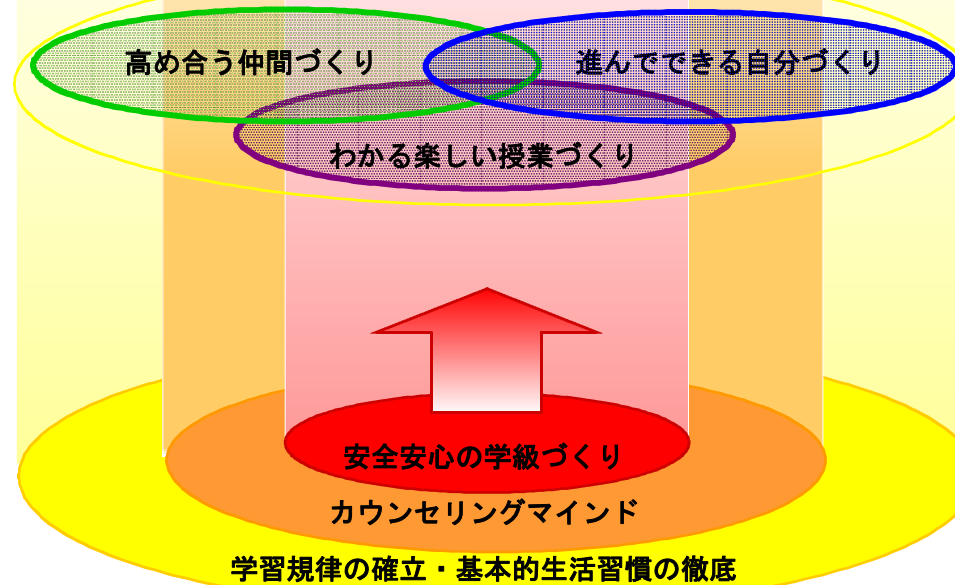 高め合う仲間づくり
進んでできる自分づくり
わかる楽しい授業づくり
安全安心の学級づくり
カウンセリングマインド
学習規律の確立・基本的生活習慣の徹底